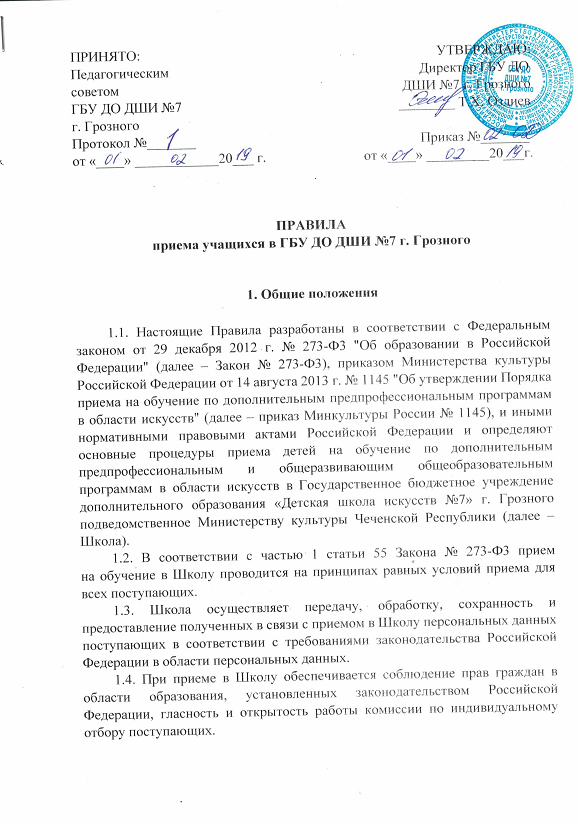 ПРИНЯТО:
Педагогическим
советом
ГБУ ДО ДШИ №7
г. Грозного
Протокол № 1
от « 01 » 02 2019 г.
УТВЕРЖДАЮ:
Директор ГБУ ДО
ДШИ №7 г. Грозного
Т.Х. Оздиев
Приказ № 02
от « 01 » 02 2019 г.
ПРАВИЛА
приема учащихся в ГБУ ДО ДШИ №7 г. Грозного
1. Общие положения
1.1. Настоящие Правила разработаны в соответствии с Федеральным
законом от 29 декабря 2012 г. № 273-ФЗ "Об образовании в Российской
Федерации" (далее – Закон № 273-ФЗ), приказом Министерства культуры
Российской Федерации от 14 августа 2013 г. № 1145 "Об утверждении Порядка
приема на обучение по дополнительным предпрофессиональным программам
в области искусств" (далее – приказ Минкультуры России № 1145), и иными
нормативными правовыми актами Российской Федерации и определяют
основные процедуры приема детей на обучение по дополнительным
предпрофессиональным и общеразвивающим общеобразовательным
программам в области искусств в Государственное бюджетное учреждение
дополнительного образования «Детская школа искусств №7» г. Грозного
подведомственное Министерству культуры Чеченской Республики (далее –
Школа).
1.2. В соответствии с частью 1 статьи 55 Закона № 273-ФЗ прием
на обучение в Школу проводится на принципах равных условий приема для
всех поступающих.
1.3. Школа осуществляет передачу, обработку, сохранность и
предоставление полученных в связи с приемом в Школу персональных данных
поступающих в соответствии с требованиями законодательства Российской
Федерации в области персональных данных.
1.4. При приеме в Школу обеспечивается соблюдение прав граждан в
области образования, установленных законодательством Российской
Федерации, гласность и открытость работы комиссии по индивидуальному
отбору поступающих.